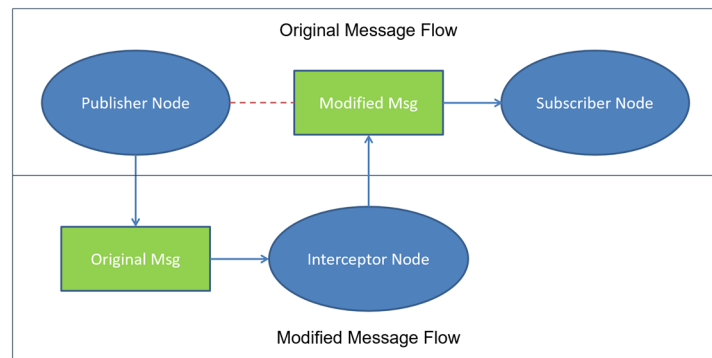 Original Message Flow
Publisher Node
Modified Msg
Subscriber Node
Original Msg
Interceptor Node
Modified Message Flow